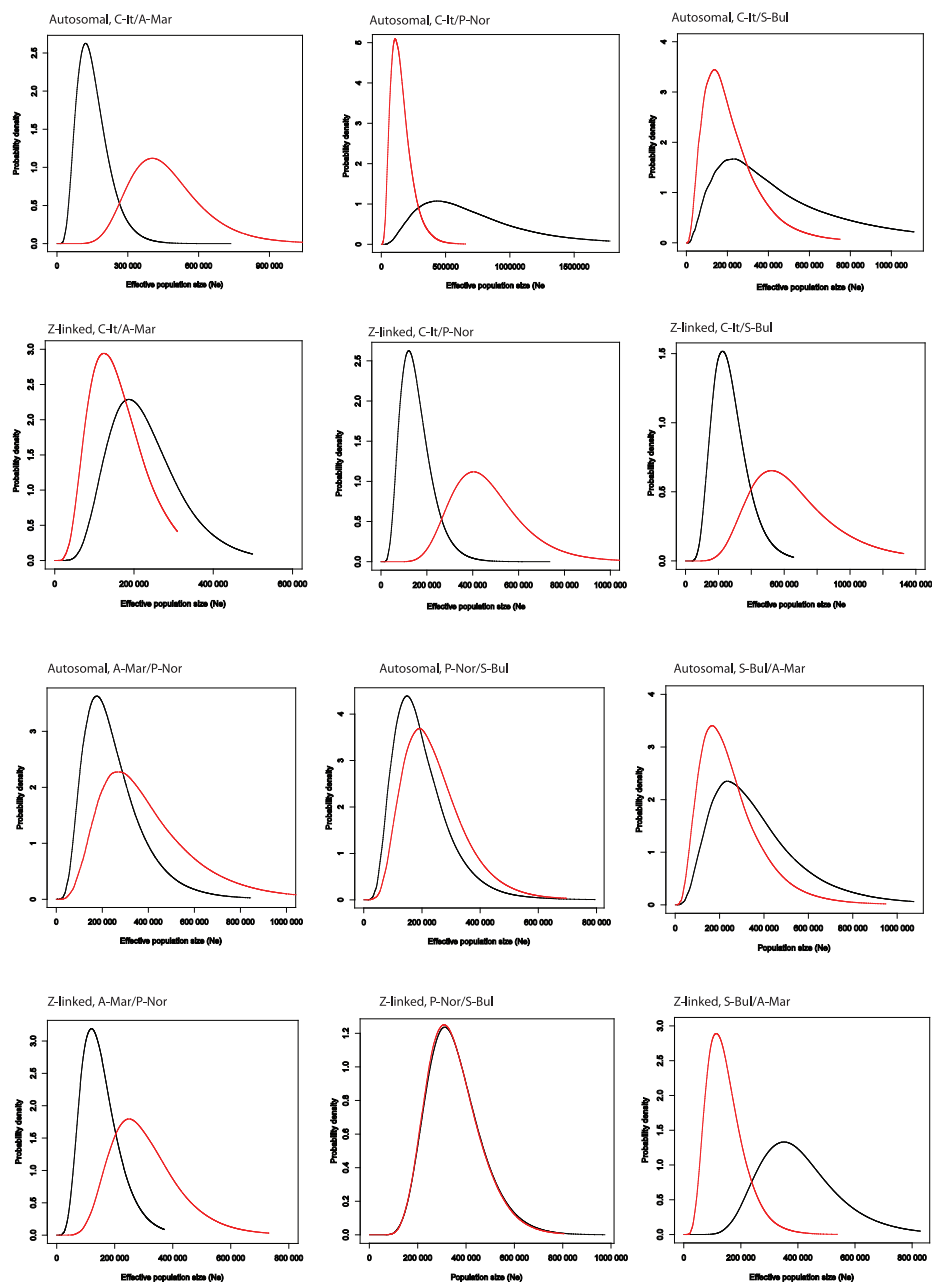 Autosomal, C-It/A-Mar
Autosomal, C-It/P-Nor
Autosomal, C-It/S-Bul
Probability density
0.0 0.5 1.0 1.5 2.0 2.5
0 300 000 600 000 900 000
Effective population size (Ne)
Probability density
0 1 2 3 4 5 6
0 500000 1000000 1500000
Effective population size (Ne
Probability density
0 1 2 3 4
0 200 000 400 000 600 000 800 000 1000 000
Effective population size (Ne)
Z-linked, C-It/A-Mar
Z-linked, C-It/P-Nor
Z-linked, C-It/S-Bul
Probability density
0.0 0.5 1.0 1.5 2.0 2.5 3.0
0 200 000 400 000 600 000
Effective population size (Ne)
Probability density
0.0 0.5 1.0 1.5 2.0 2.5
0 200 000 400 000 600 000 800 000 1000 000
Effective population size (Ne)
Probability density
0.0 0.5 1.0 1.5
0 200 000 600 000 1000 000 1400 000
Effective population size (Ne
Autosomal, A-Mar/P-Nor
Autosomal, P-Nor/S-Bul
Autosomal, S-Bul/A-Mar
Probability density
0 1 2 3
0 200 000 400 000 600 000 800 000 1000 000
Effective population size (Ne)
Probability density
0 1 2 3 4
0 200 000 400 000 600 000 800 000
Effective population size (Ne)
Probability density
0 1 2 3 4
0 200 000 400 000 600 000 800 000 1000 000
Population size (Ne)
Z-linked, A-Mar/P-Nor
Z-linked, P-Nor/S-Bul
Z-linked, S-Bul/A-Mar
Probability density
0.0 0.5 1.0 1.5 2.0 2.5 3.0
0 200 000 400 000 600 000 800 000
Effective population size (Ne)
Probability density
0.0 0.2 0.4 0.6 0.8 1.0 1.2
0 200 000 400 000 600 000 800 000 1000 000
Population size (Ne)
Probability density
0.0 0.5 1.0 1.5 2.0 2.5 3.0
0 200 000 400 000 600 000 800 000
Effective population size (Ne)